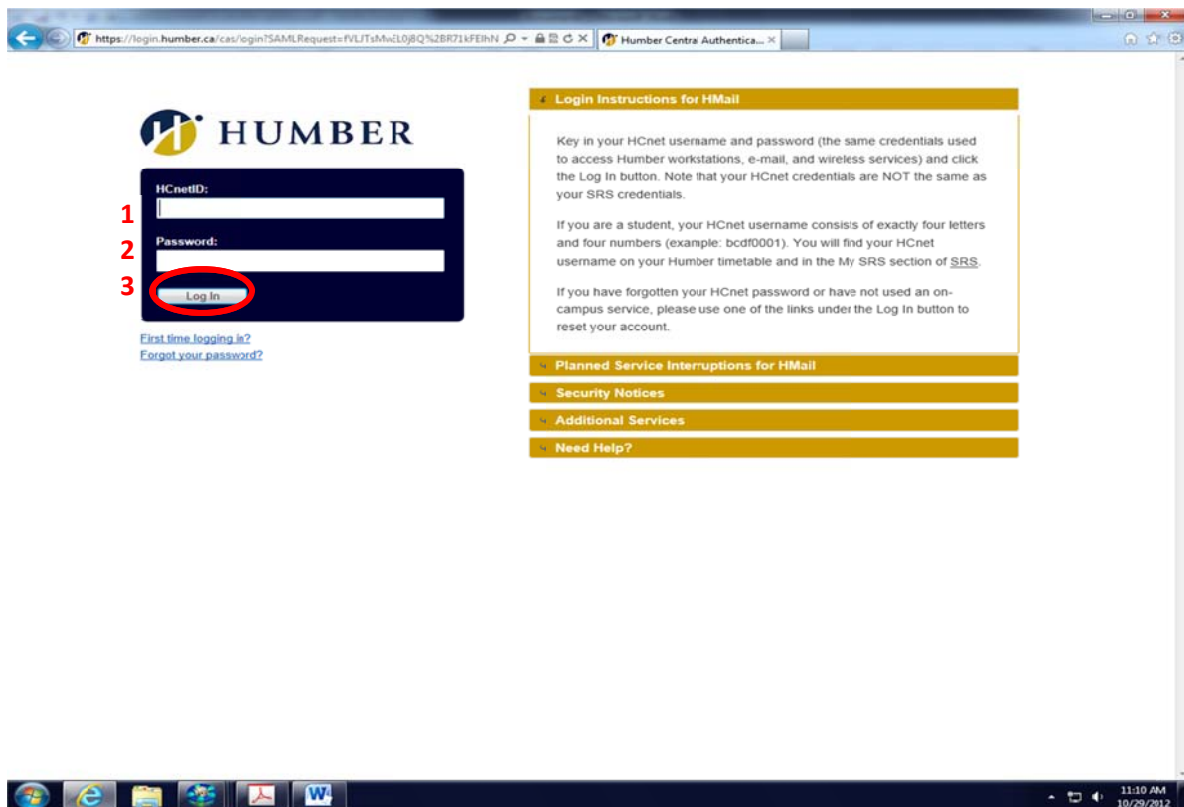 https://login.humber.ca/cas/login?SAMLRequest=
Humber Central Authentica...
HUMBER
HCnetID:
1
Password:
2
3
Log In
First time logging in?
Forgot your password?
Login Instructions for HMail
Key in your HCnet username and password (the same credentials used
to access Humber workstations, e-mail, and wireless services) and click
the Log In button. Note that your HCnet credentials are NOT the same as
your SRS credentials.
If you are a student, your HCnet username consists of exactly four letters
and four numbers (example: bcdf0001). You will find your HCnet
username on your Humber timetable and in the My SRS section of SRS.
If you have forgotten your HCnet password or have not used an on-
campus service, please use one of the links under the Log In button to
reset your account.
Planned Service Interruptions for HMail
Security Notices
Additional Services
Need Help?
11:10 AM
10/29/2012